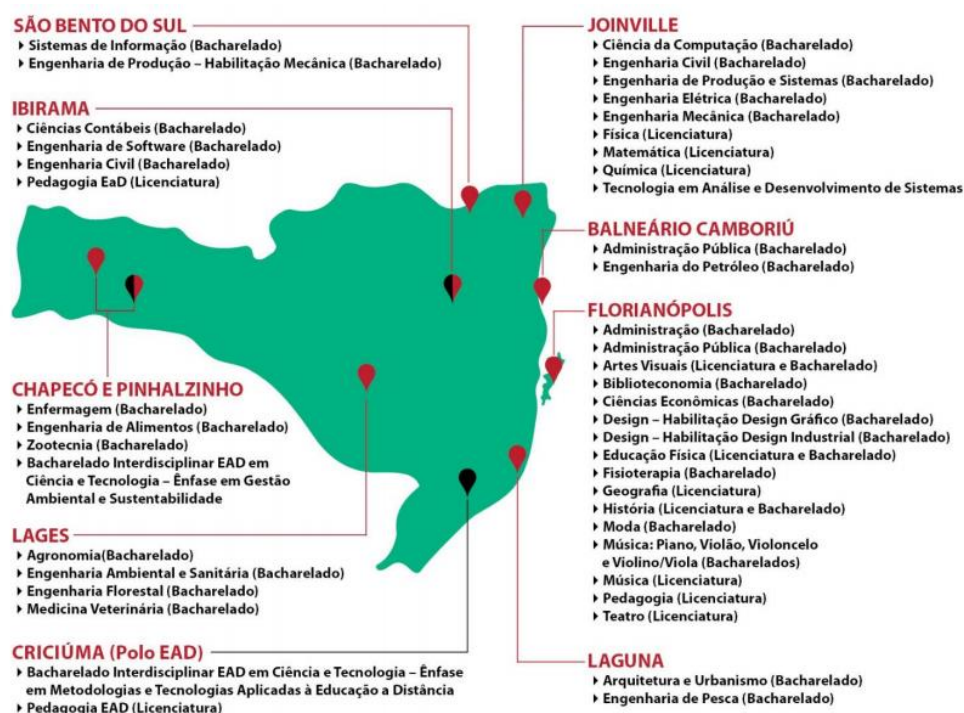 SÃO BENTO DO SUL
Sistemas de Informação (Bacharelado)
Engenharia de Produção – Habilitação Mecânica (Bacharelado)
IBIRAMA
Ciências Contábeis (Bacharelado)
Engenharia de Software (Bacharelado)
Engenharia Civil (Bacharelado)
Pedagogia EaD (Licenciatura)
CHAPECÓ E PINHALZINHO
Enfermagem (Bacharelado)
Engenharia de Alimentos (Bacharelado)
Zootecnia (Bacharelado)
Bacharelado Interdisciplinar EAD em
Ciência e Tecnologia – Ênfase em Gestão
Ambiental e Sustentabilidade
LAGES
Agronomia(Bacharelado)
Engenharia Ambiental e Sanitária (Bacharelado)
Engenharia Florestal (Bacharelado)
Medicina Veterinária (Bacharelado)
CRICIÚMA (Polo EAD)
Bacharelado Interdisciplinar EAD em Ciência e Tecnologia – Ênfase
em Metodologias e Tecnologias Aplicadas à Educação a Distância
Pedagogia EAD (Licenciatura)
JOINVILLE
Ciência da Computação (Bacharelado)
Engenharia Civil (Bacharelado)
Engenharia de Produção e Sistemas (Bacharelado)
Engenharia Elétrica (Bacharelado)
Engenharia Mecânica (Bacharelado)
Física (Licenciatura)
Matemática (Licenciatura)
Química (Licenciatura)
Tecnologia em Análise e Desenvolvimento de Sistemas
BALNEÁRIO CAMBORIÚ
Administração Pública (Bacharelado)
Engenharia do Petróleo (Bacharelado)
FLORIANÓPOLIS
Administração (Bacharelado)
Administração Pública (Bacharelado)
Artes Visuais (Licenciatura e Bacharelado)
Biblioteconomia (Bacharelado)
Ciências Econômicas (Bacharelado)
Design – Habilitação Design Gráfico (Bacharelado)
Design – Habilitação Design Industrial (Bacharelado)
Educação Física (Licenciatura e Bacharelado)
Fisioterapia (Bacharelado)
Geografia (Licenciatura)
História (Licenciatura e Bacharelado)
Moda (Bacharelado)
Música: Piano, Violão, Violoncelo
e Violino/Viola (Bacharelados)
Música (Licenciatura)
Pedagogia (Licenciatura)
Teatro (Licenciatura)
LAGUNA
Arquitetura e Urbanismo (Bacharelado)
Engenharia de Pesca (Bacharelado)